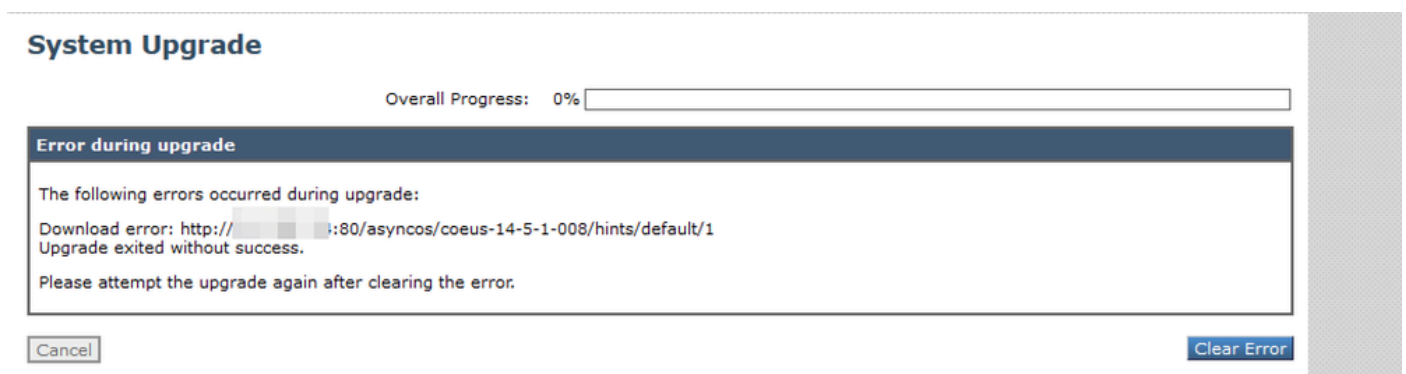 System Upgrade
Overall Progress: 0%
Error during upgrade
The following errors occurred during upgrade:
Download error: http:// :80/asyncos/coeus-14-5-1-008/hints/default/1
Upgrade exited without success.
Please attempt the upgrade again after clearing the error.
Cancel
Clear Error